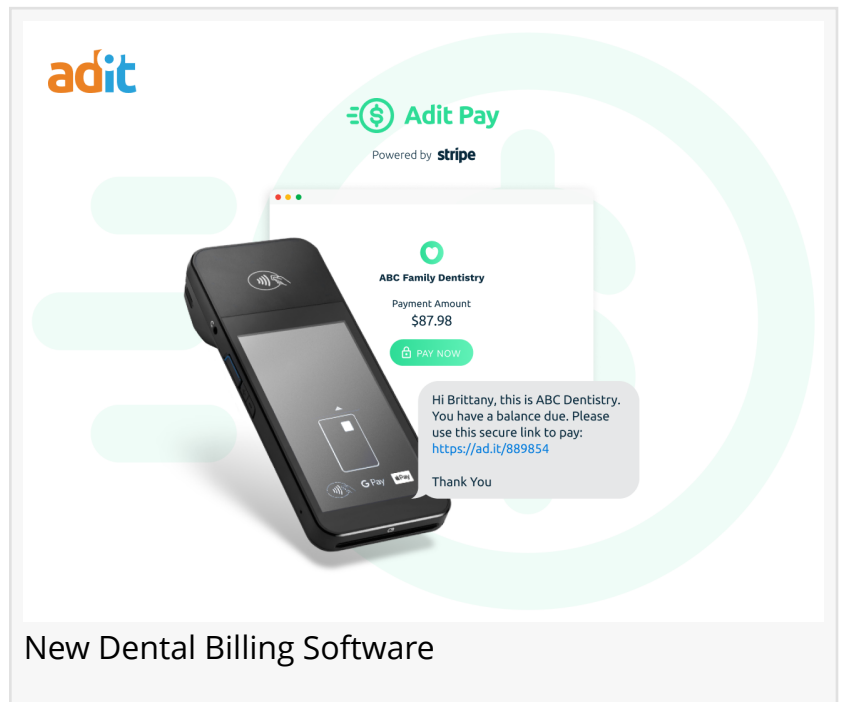 adit
Adit Pay
Powered by stripe
ABC Family Dentistry
Payment Amount
$87.98
PAY NOW
Hi Brittany, this is ABC Dentistry.
You have a balance due. Please
use this secure link to pay:
https://ad.it/889854
Thank You
G Pay Pay
New Dental Billing Software